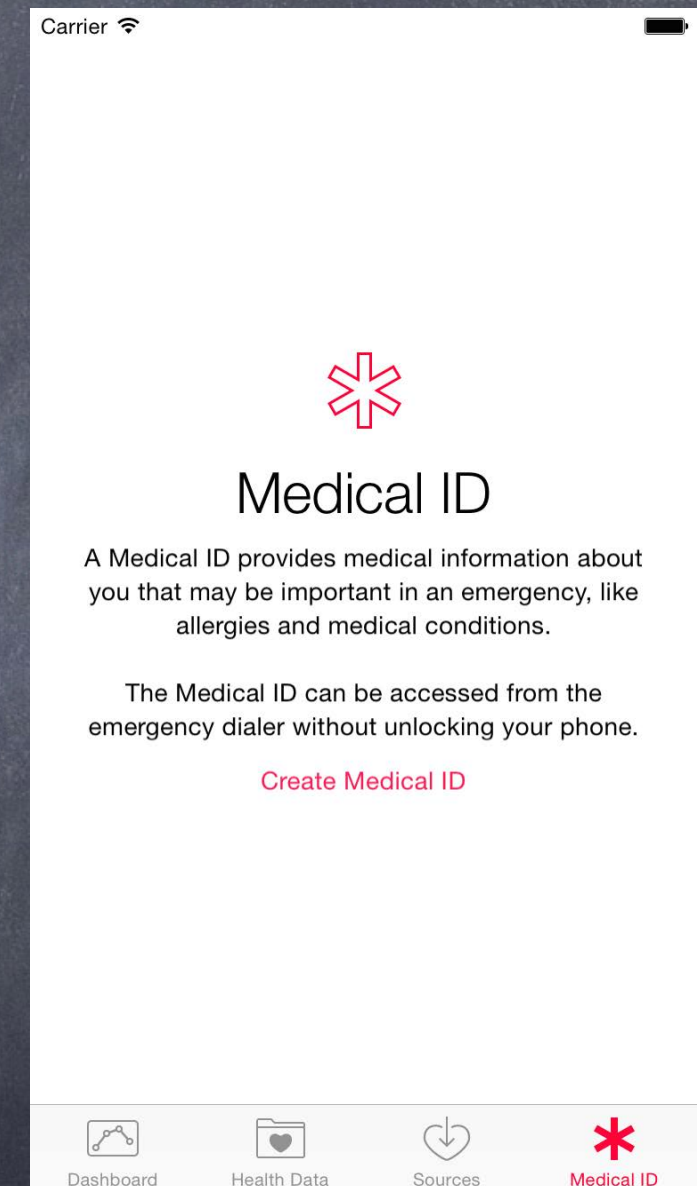 Carrier
Medical ID
A Medical ID provides medical information about
you that may be important in an emergency, like
allergies and medical conditions.
The Medical ID can be accessed from the
emergency dialer without unlocking your phone.
Create Medical ID
Dashboard Health Data Sources Medical ID